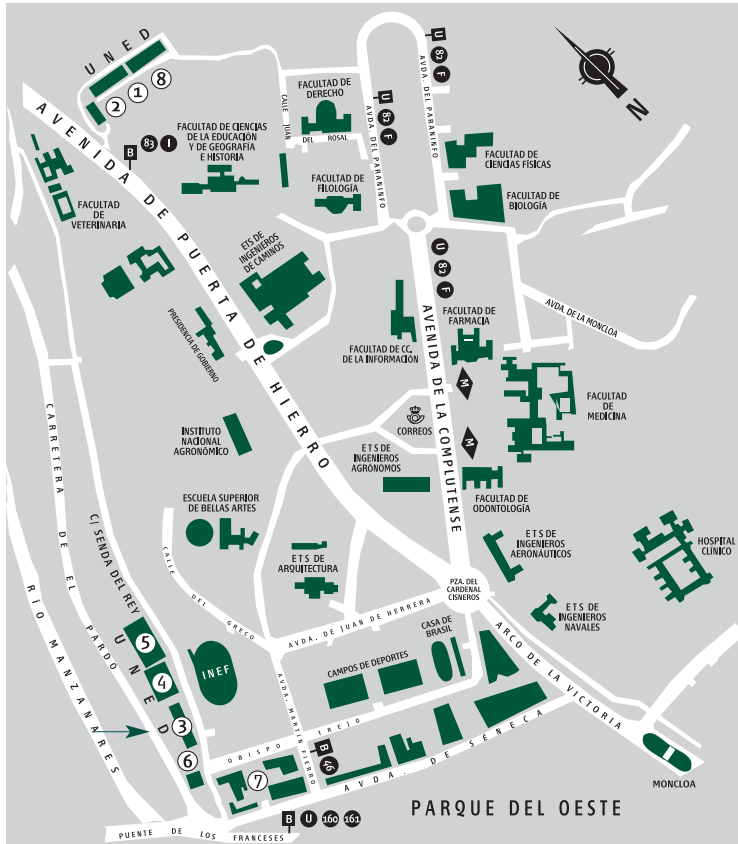 UNED
2
1
8
AVENIDA DE PUERTA DE HIERRO
B 83 I
FACULTAD DE CIENCIAS
DE LA EDUCACIÓN
Y DE GEOGRAFÍA
E HISTORIA
CALLE JUAN DEL ROSAL
FACULTAD DE
DERECHO
U
82
F
AVDA. DEL PARANINFO
U
82
F
AVDA. DEL PARANINFO
N
FACULTAD DE
CIENCIAS FÍSICAS
FACULTAD DE
BIOLOGÍA
FACULTAD DE
FILOLOGÍA
FACULTAD
DE
VETERINARIA
ETS DE
INGENIEROS
DE CAMINOS
PRESIDENCIA DE GOBIERNO
U
82
F
AVENIDA DE LA COMPLUTENSE
FACULTAD DE CC.
DE LA INFORMACIÓN
FACULTAD DE
FARMACIA
AVDA. DE LA MONCLOA
M
FACULTAD
DE
MEDICINA
CORREOS
M
INSTITUTO
NACIONAL
AGRONÓMICO
E T S DE
INGENIEROS
AGRÓNOMOS
FACULTAD DE
ODONTOLOGÍA
ESCUELA SUPERIOR
DE BELLAS ARTES
E T S DE
ARQUITECTURA
E T S DE
INGENIEROS
AERONÁUTICOS
HOSPITAL
CLÍNICO
PZA. DEL
CARDENAL
CISNEROS
E T S DE
INGENIEROS
NAVALES
CARRETERA DE EL PARDO
C/ SENDA DEL REY
RÍO MANZANARES
CALLE DEL GRECO
AVDA. DE JUAN DE HERRERA
UNED
5
4
3
6
INEF
CASA DE
BRASIL
CAMPOS DE DEPORTES
ARCO DE LA VICTORIA
AVDA. MARTIN FIERRO
OBISPO TREJO
B
46
7
AVDA. DE SÉNECA
MONCLOA
PARQUE DEL OESTE
B U 160 161
PUENTE DE LOS FRANCESES